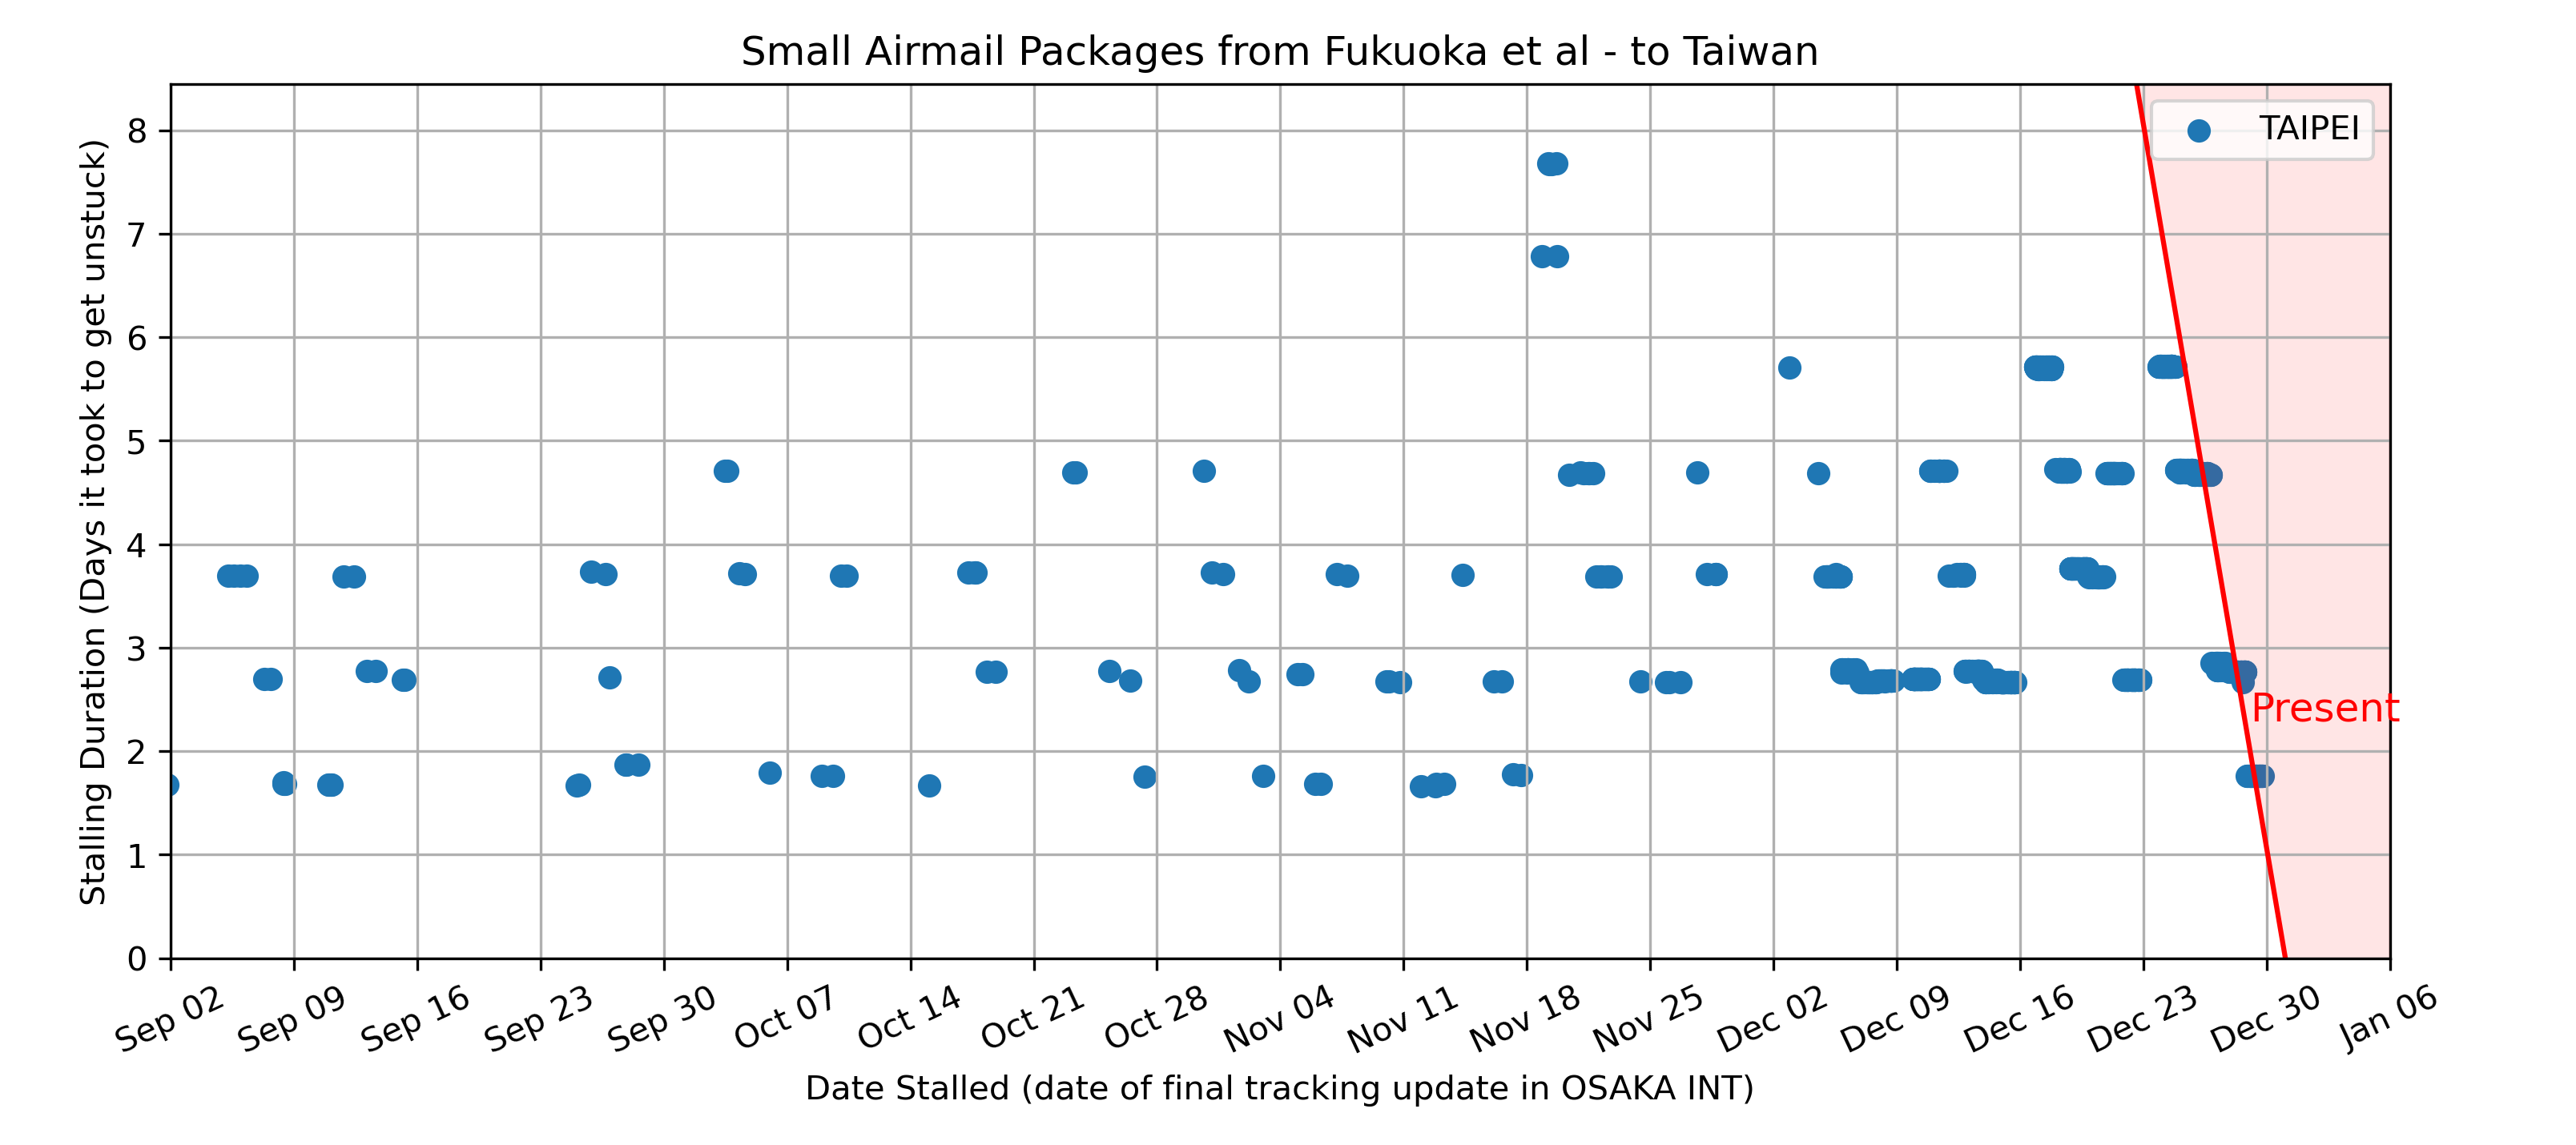 Small Airmail Packages from Fukuoka et al - to Taiwan
TAIPEI
Stalling Duration (Days it took to get unstuck)
8
7
6
5
4
3
2
1
0
Present
Sep 02
Sep 09
Sep 16
Sep 23
Sep 30
Oct 07
Oct 14
Oct 21
Oct 28
Nov 04
Nov 11
Nov 18
Nov 25
Dec 02
Dec 09
Dec 16
Dec 23
Dec 30
Jan 06
Date Stalled (date of final tracking update in OSAKA INT)